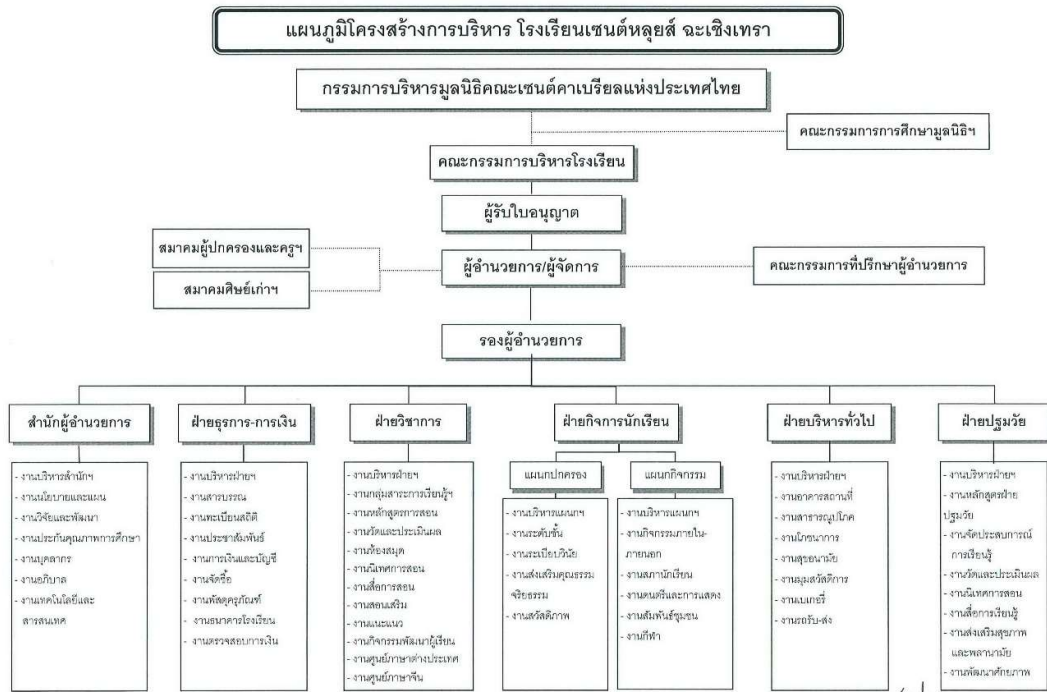 แผนภูมิโครงสร้างการบริหาร โรงเรียนเซนต์หลุยส์ ฉะเชิงเทรา
กรรมการบริหารมูลนิธิคณะเซนต์คาเบรียลแห่งประเทศไทย
คณะกรรมการการศึกษามูลนิธิฯ
คณะกรรมการบริหารโรงเรียน
ผู้รับใบอนุญาต
สมาคมผู้ปกครองและครูฯ
ผู้อำนวยการ/ผู้จัดการ
คณะกรรมการที่ปรึกษาผู้อำนวยการ
สมาคมศิษย์เก่าฯ
รองผู้อำนวยการ
สำนักผู้อำนวยการ
- งานบริหารสำนักฯ
- งานนโยบายและแผน
- งานวิจัยและพัฒนา
- งานประกันคุณภาพการศึกษา
- งานบุคลากร
- งานอภิบาล
- งานเทคโนโลยีและ
สารสนเทศ
ฝ่ายธุรการ-การเงิน
- งานบริหารฝ่ายฯ
- งานสารบรรณ
- งานทะเบียนสถิติ
- งานประชาสัมพันธ์
- งานการเงินและบัญชี
- งานจัดซื้อ
- งานพัสดุครุภัณฑ์
- งานธนาคารโรงเรียน
- งานตรวจสอบการเงิน
ฝ่ายวิชาการ
- งานบริหารฝ่ายฯ
- งานกลุ่มสาระการเรียนรู้ฯ
- งานหลักสูตรการสอน
- งานวัดและประเมินผล
- งานห้องสมุด
- งานนิเทศการสอน
- งานสื่อการสอน
- งานสอนเสริม
- งานแนะแนว
- งานกิจกรรมพัฒนาผู้เรียน
- งานศูนย์ภาษาต่างประเทศ
- งานศูนย์ภาษาจีน
ฝ่ายกิจการนักเรียน
แผนกปกครอง
- งานบริหารแผนกฯ
- งานระดับชั้น
- งานระเบียบวินัย
- งานส่งเสริมคุณธรรม
จริยธรรม
- งานสวัสดิภาพ
แผนกกิจกรรม
- งานบริหารแผนกฯ
- งานกิจกรรมภายใน-
ภายนอก
- งานสภานักเรียน
- งานดนตรีและการแสดง
- งานสัมพันธ์ชุมชน
- งานกีฬา
ฝ่ายบริหารทั่วไป
- งานบริหารฝ่ายฯ
- งานอาคารสถานที่
- งานสาธารณูปโภค
- งานโภชนาการ
- งานสุขอนามัย
- งานมุมสวัสดิการ
- งานเบเกอรี่
- งานรถรับ-ส่ง
ฝ่ายปฐมวัย
- งานบริหารฝ่ายฯ
- งานหลักสูตรฝ่าย
ปฐมวัย
- งานจัดประสบการณ์
การเรียนรู้
- งานวัดและประเมินผล
- งานนิเทศการสอน
- งานสื่อการเรียนรู้
- งานส่งเสริมสุขภาพ
และพลานามัย
- งานพัฒนาศักยภาพ